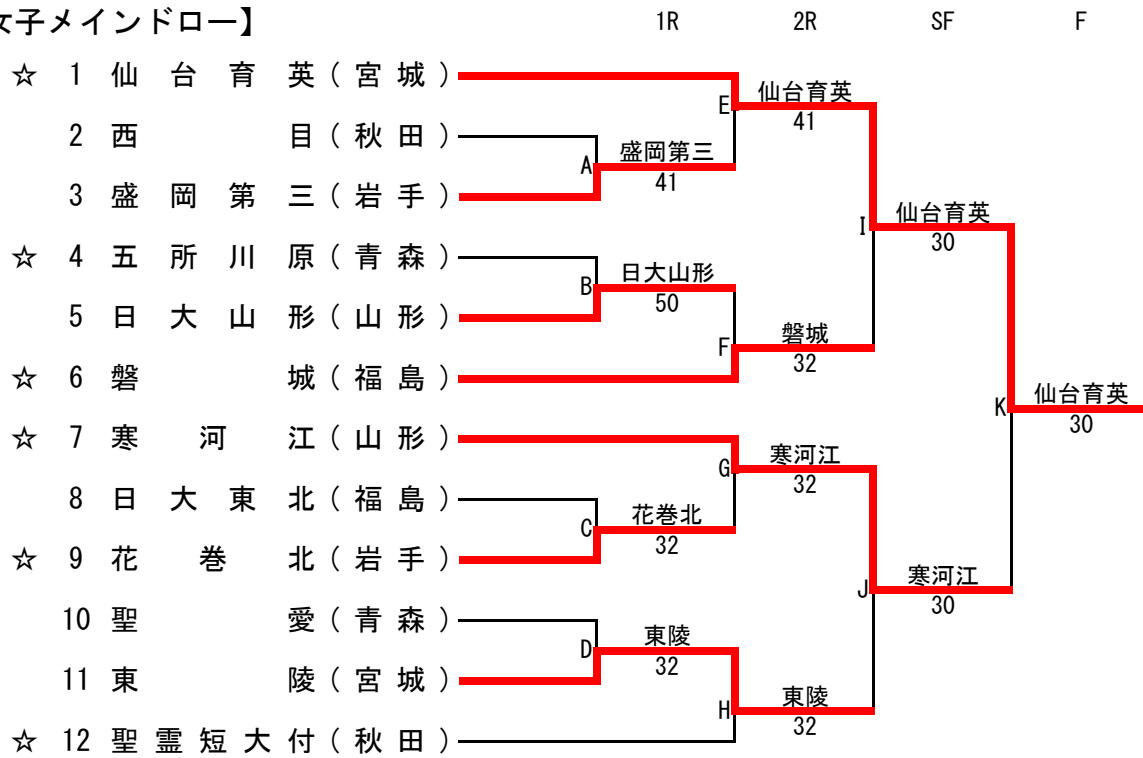 女子メインドロー】 1R 2R SF F
☆ 1 仙台育英(宮城)
E 仙台育英
41
2 西目(秋田)
A 盛岡第三
41
3 盛岡第三(岩手)
I 仙台育英
30
☆ 4 五所川原(青森)
B 日大山形
50
5 日大山形(山形)
F 磐城
32
☆ 6 磐城(福島)
K 仙台育英
30
☆ 7 寒河江(山形)
G 寒河江
32
8 日大東北(福島)
C 花巻北
32
☆ 9 花巻北(岩手)
J 寒河江
30
10 聖愛(青森)
D 東陵
32
11 東陵(宮城)
H 東陵
32
☆ 12 聖霊短大付(秋田)